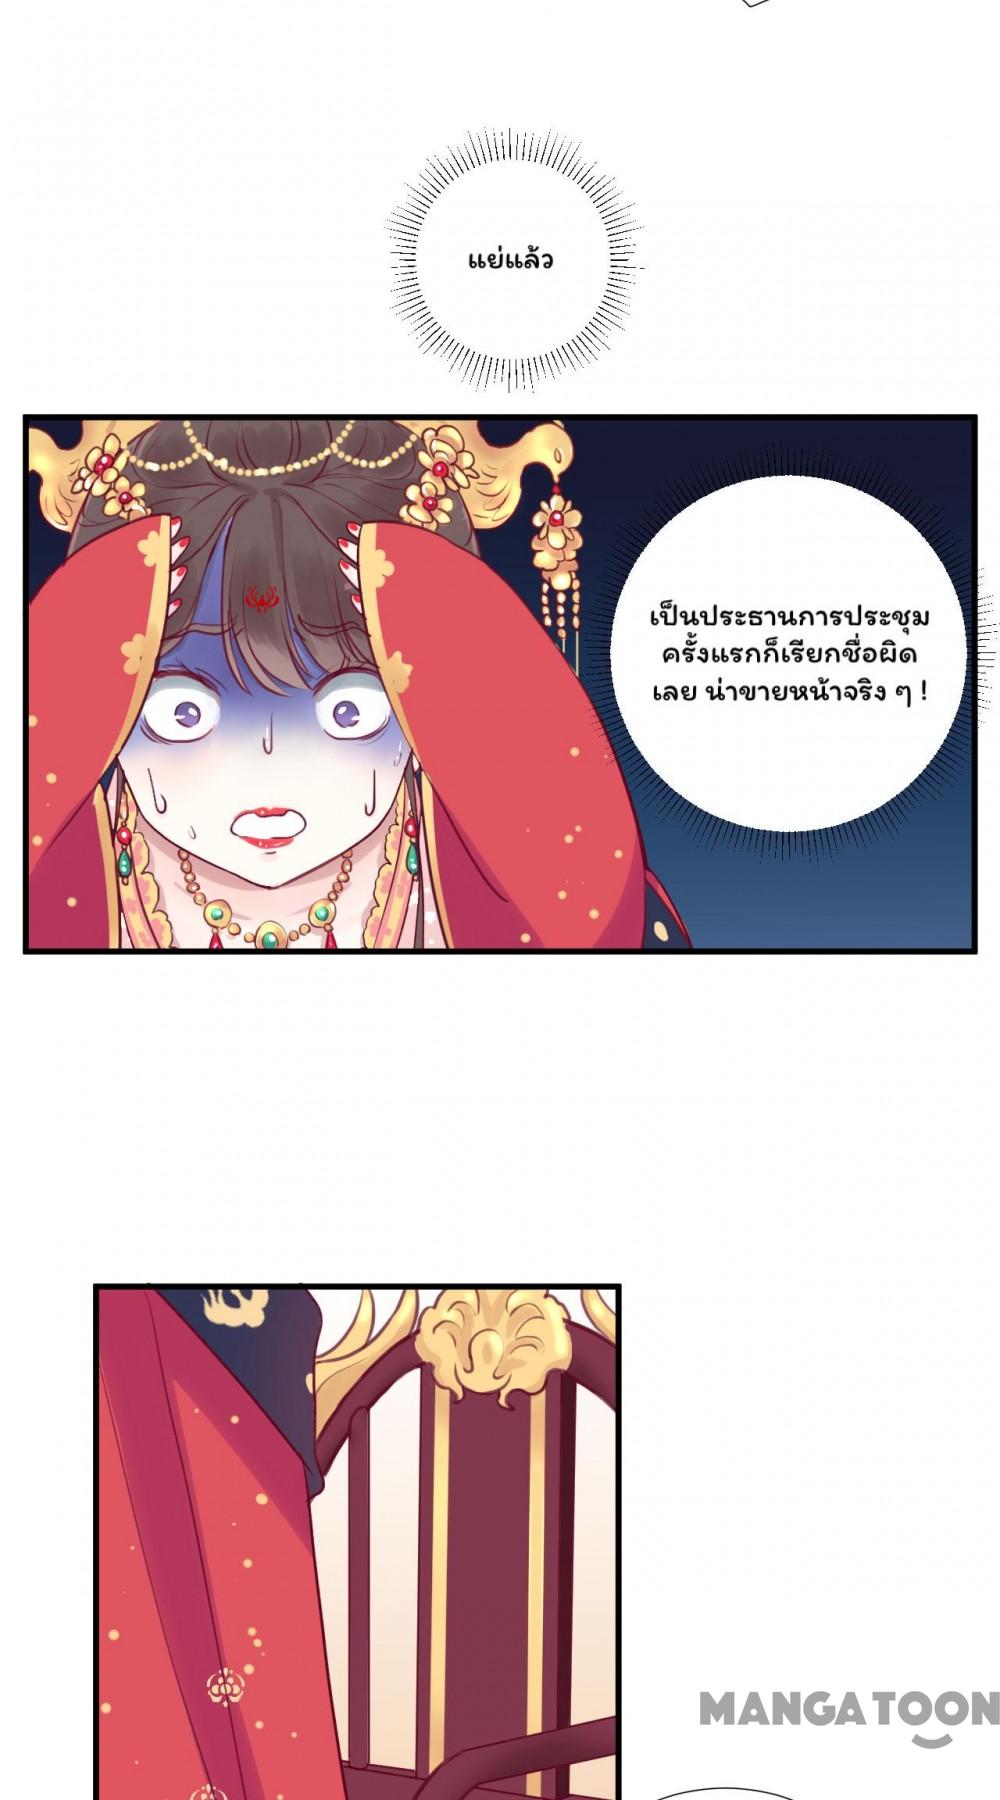 แย่แล้ว
เป็นประธานการประชุม
ครั้งแรกก็เรียกชื่อผิด
เลย น่าขายหน้าจริง ๆ !
MANGATOON